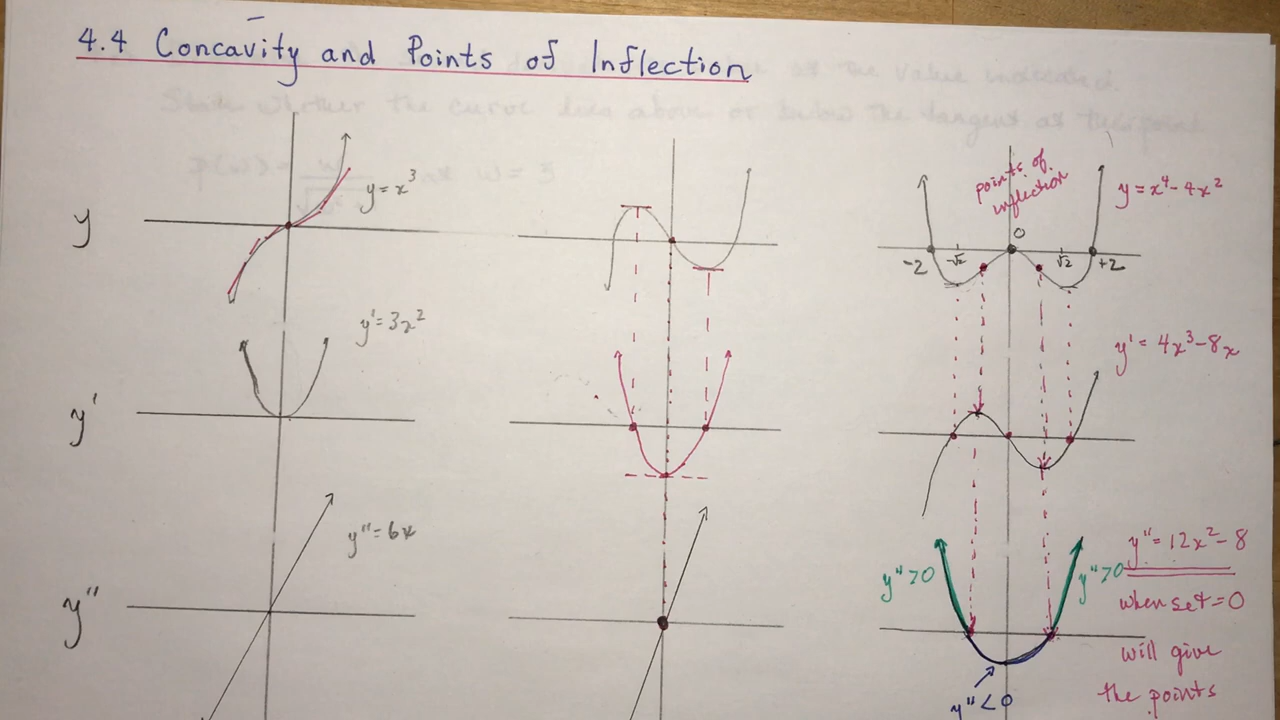 4.4 Concavity and Points of Inflection
y
y = x³
points of
inflection
y = x⁴ - 4x²
0
-2
-√2
√2
+2
y' = 3x²
y' = 4x³ - 8x
y'
y'' = 6x
y'' = 12x² - 8
y'' > 0
y'' > 0
when set = 0
y''
will give
the points
y'' < 0